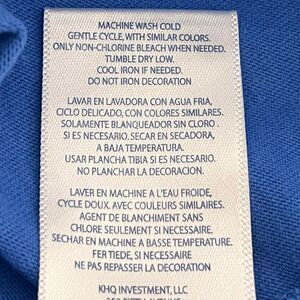 MACHINE WASH COLD
GENTLE CYCLE, WITH SIMILAR COLORS.
ONLY NON-CHLORINE BLEACH WHEN NEEDED.
TUMBLE DRY LOW.
COOL IRON IF NEEDED.
DO NOT IRON DECORATION
LAVAR EN LAVADORA CON AGUA FRIA,
CICLO DELICADO, CON COLORES SIMILARES.
SOLAMENTE BLANQUEADOR SIN CLORO.
SI ES NECESARIO. SECAR EN SECADORA,
A BAJA TEMPERATURA.
USAR PLANCHA TIBIA SI ES NECESARIO.
NO PLANCHAR LA DECORACION.
LAVER EN MACHINE A L'EAU FROIDE,
CYCLE DOUX. AVEC COULEURS SIMILAIRES.
AGENT DE BLANCHIMENT SANS
CHLORE SEULEMENT SI NÉCESSAIRE.
SECHAR EN MACHINE A BASSE TEMPERATURE.
FER TIEDE, SI NECESSAIRE
NE PAS REPASSER LA DECORATION
KHQ INVESTMENT, LLC